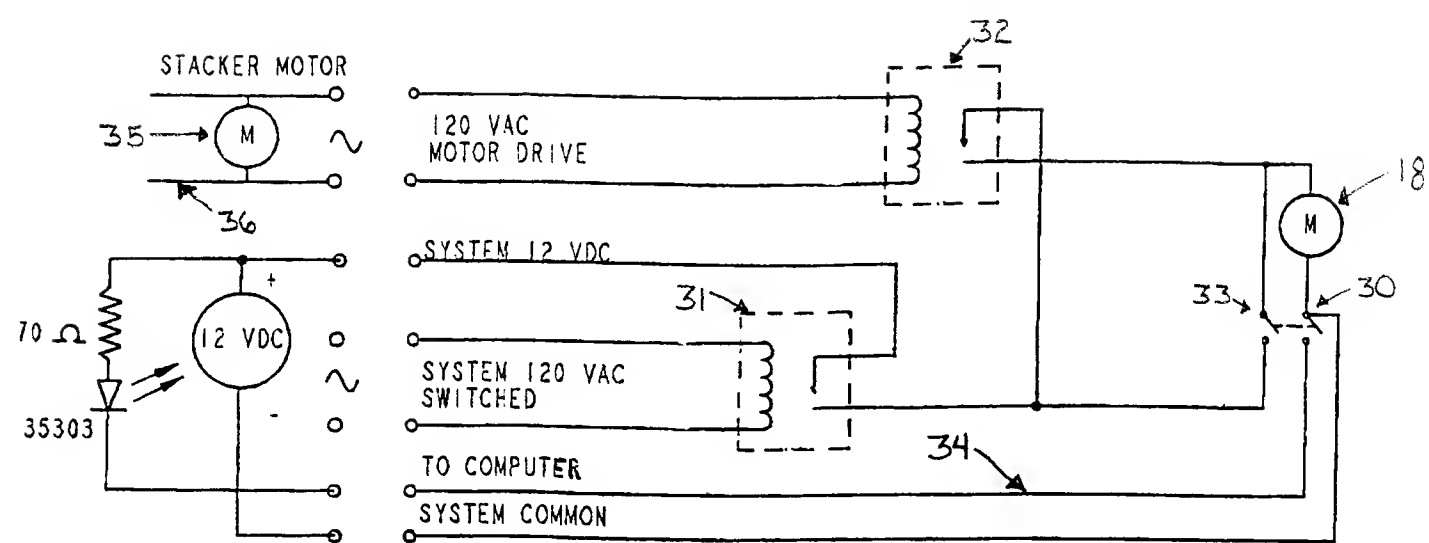 32
STACKER MOTOR
35
M
~
120 VAC
MOTOR DRIVE
36
18
M
SYSTEM 12 VDC
+
31
33
30
70 Ω
12 VDC
~
SYSTEM 120 VAC
SWITCHED
-
35303
34
TO COMPUTER
SYSTEM COMMON